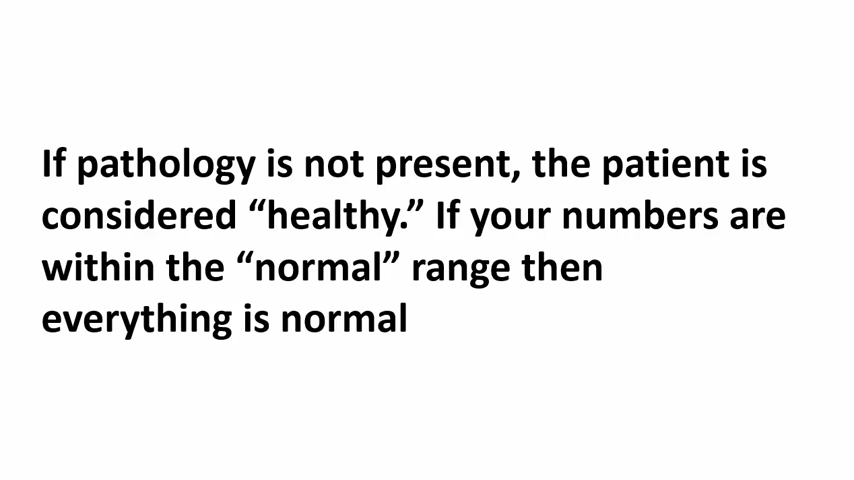 If pathology is not present, the patient is
considered “healthy.” If your numbers are
within the “normal” range then
everything is normal